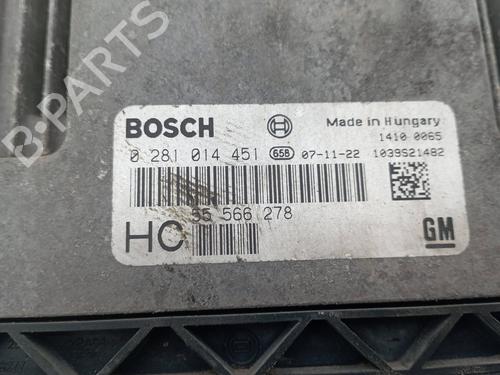 B-PARTS
BOSCH
Made in Hungary
1410 0065
0 281 014 451 658 07-11-22 1039S21482
55 566 278
HC
GM